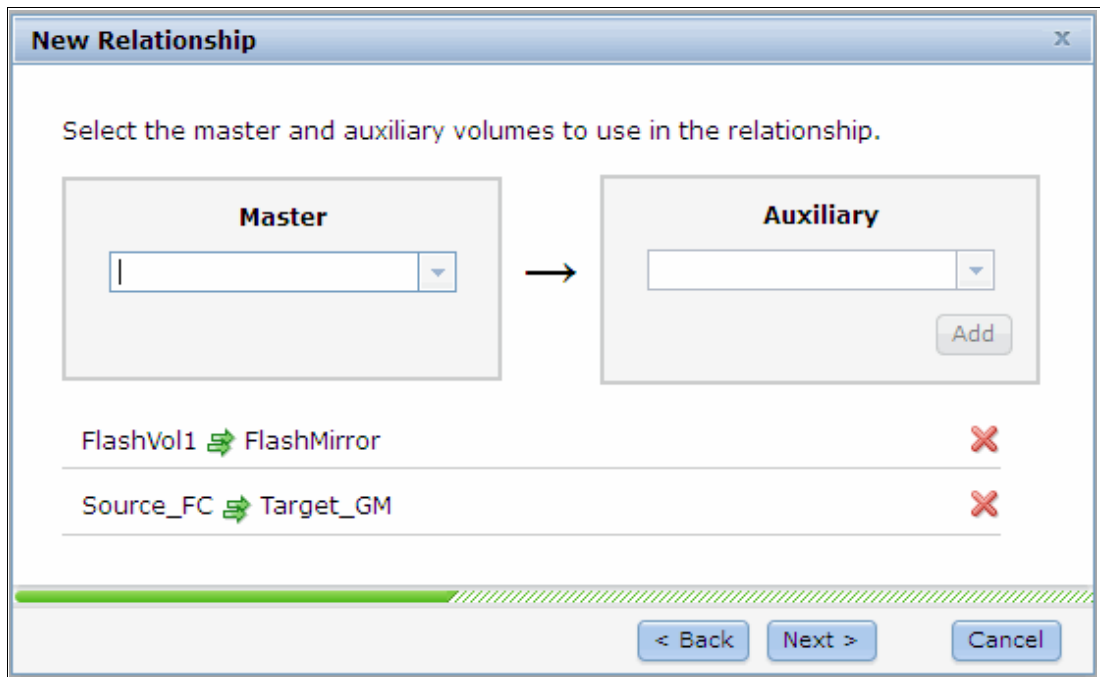 New Relationship x
Select the master and auxiliary volumes to use in the relationship.
Master
Auxiliary
Add
FlashVol1 FlashMirror
Source_FC Target_GM
< Back Next > Cancel